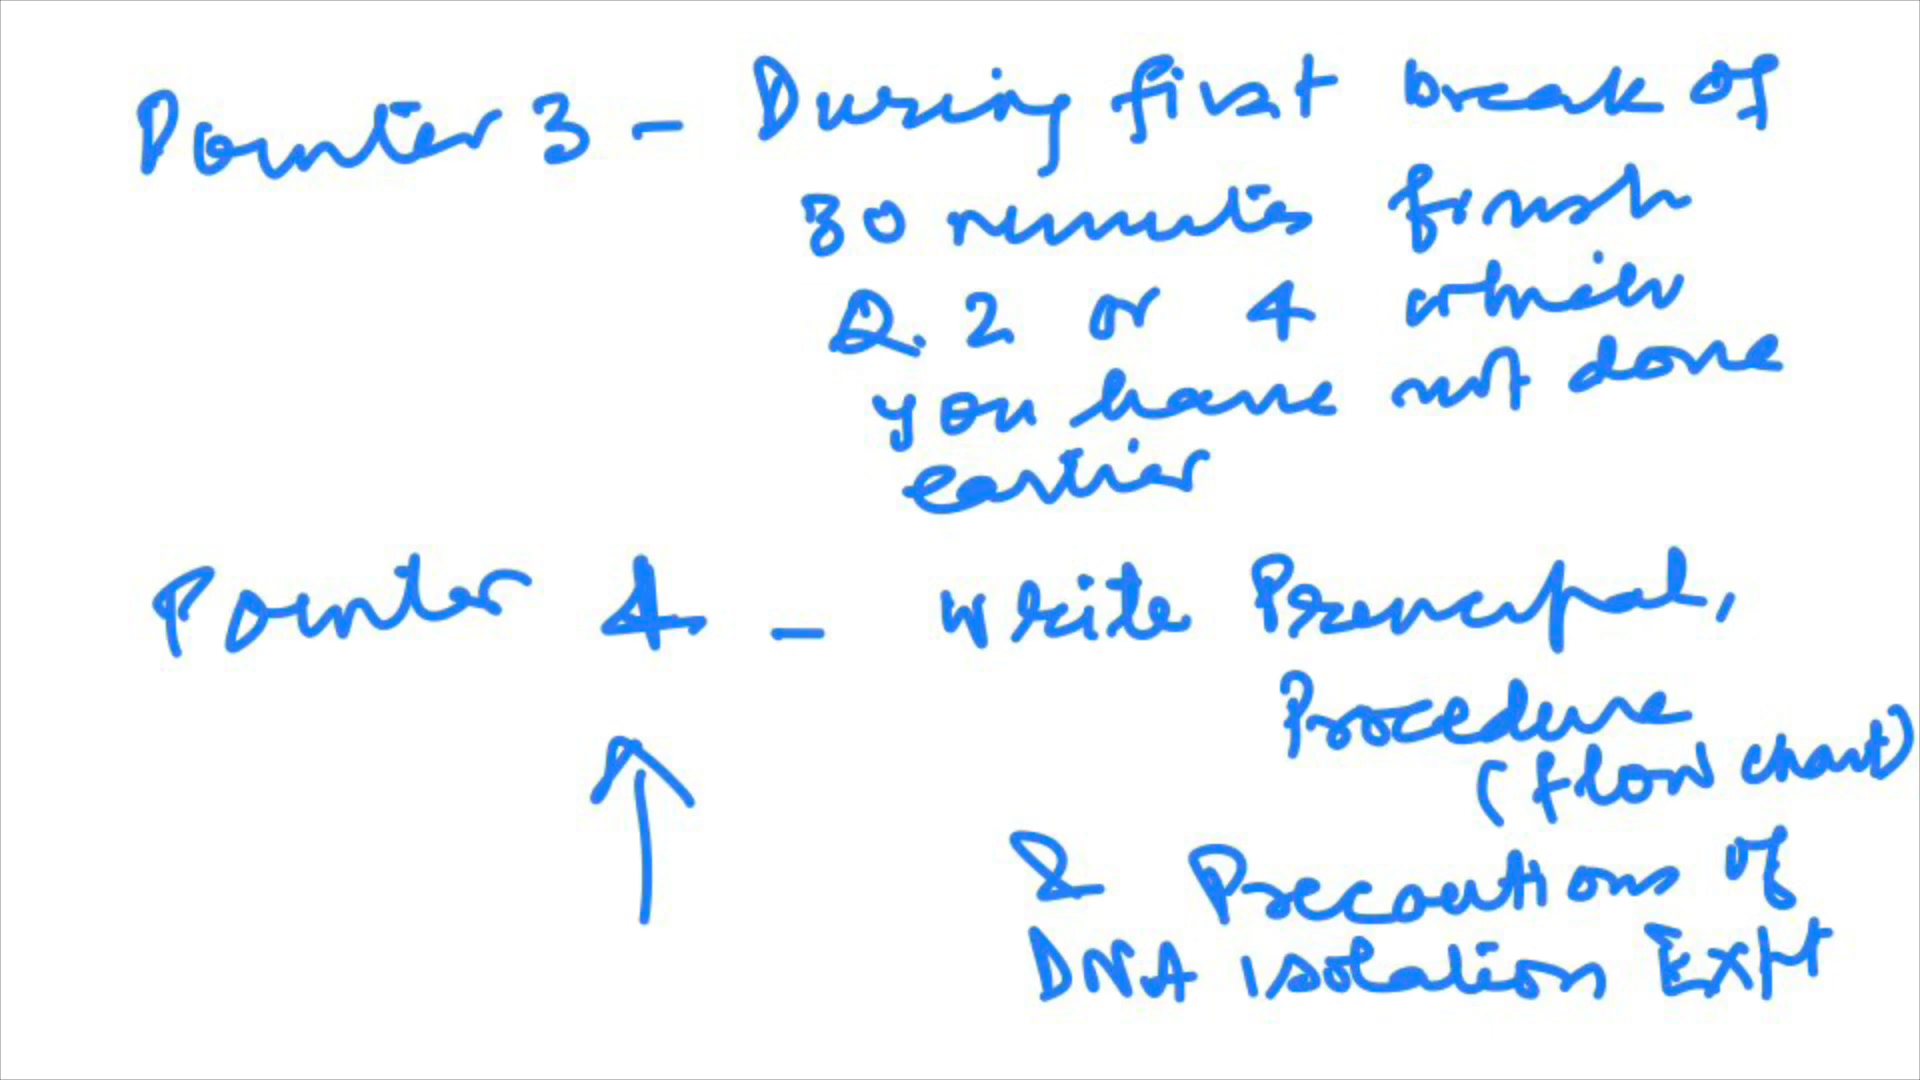 Pointer 3 - During first break of
30 minutes finish
Q. 2 or 4 which
you have not done
earlier
Pointer 4 - Write Principal,
Procedure
(flow chart)
& Precautions of
DNA isolation Expt